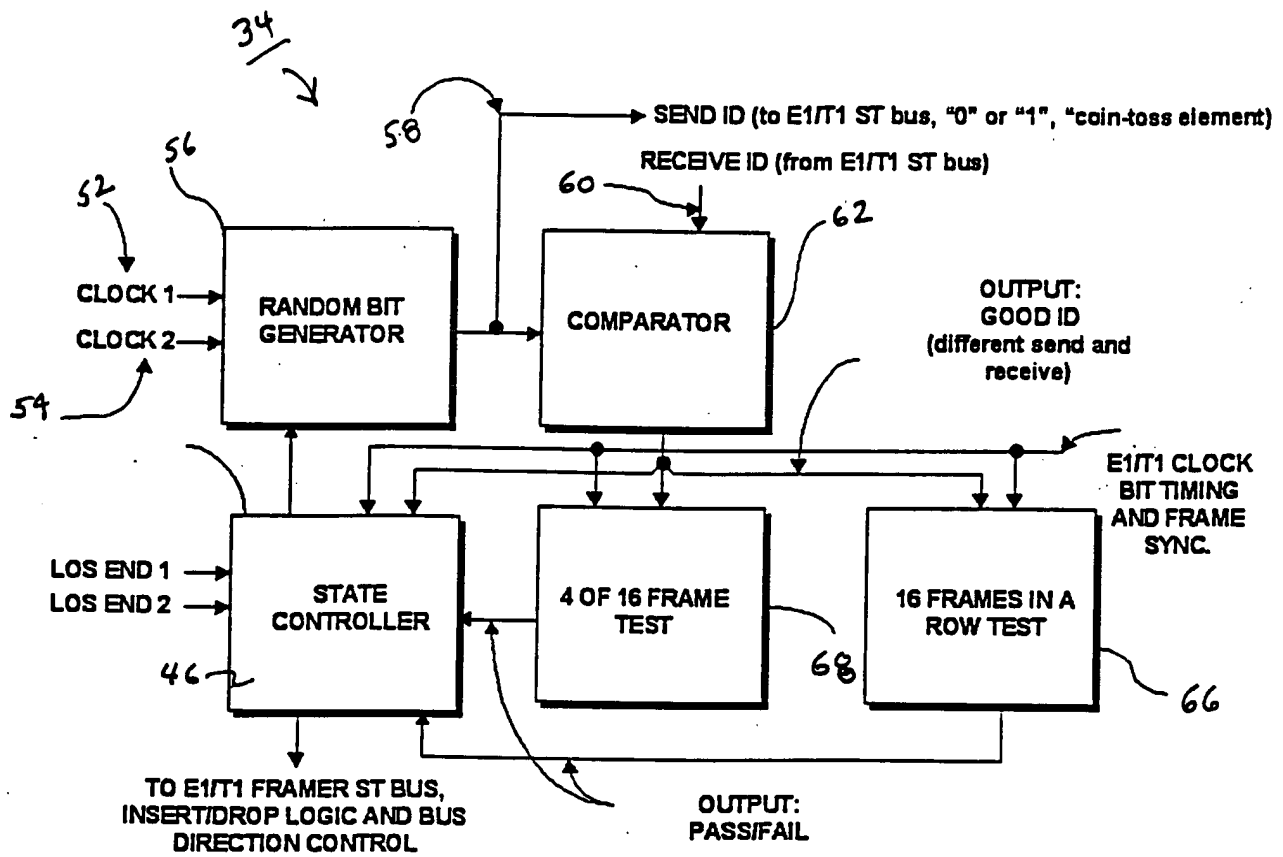 34
58
SEND ID (to E1/T1 ST bus, "0" or "1", "coin-toss element)
RECEIVE ID (from E1/T1 ST bus)
56
60
52
62
CLOCK 1
CLOCK 2
RANDOM BIT
GENERATOR
COMPARATOR
OUTPUT:
GOOD ID
(different send and
receive)
54
E1/T1 CLOCK
BIT TIMING
AND FRAME
SYNC.
LOS END 1
LOS END 2
STATE
CONTROLLER
46
4 OF 16 FRAME
TEST
68
16 FRAMES IN A
ROW TEST
66
TO E1/T1 FRAMER ST BUS,
INSERT/DROP LOGIC AND BUS
DIRECTION CONTROL
OUTPUT:
PASS/FAIL